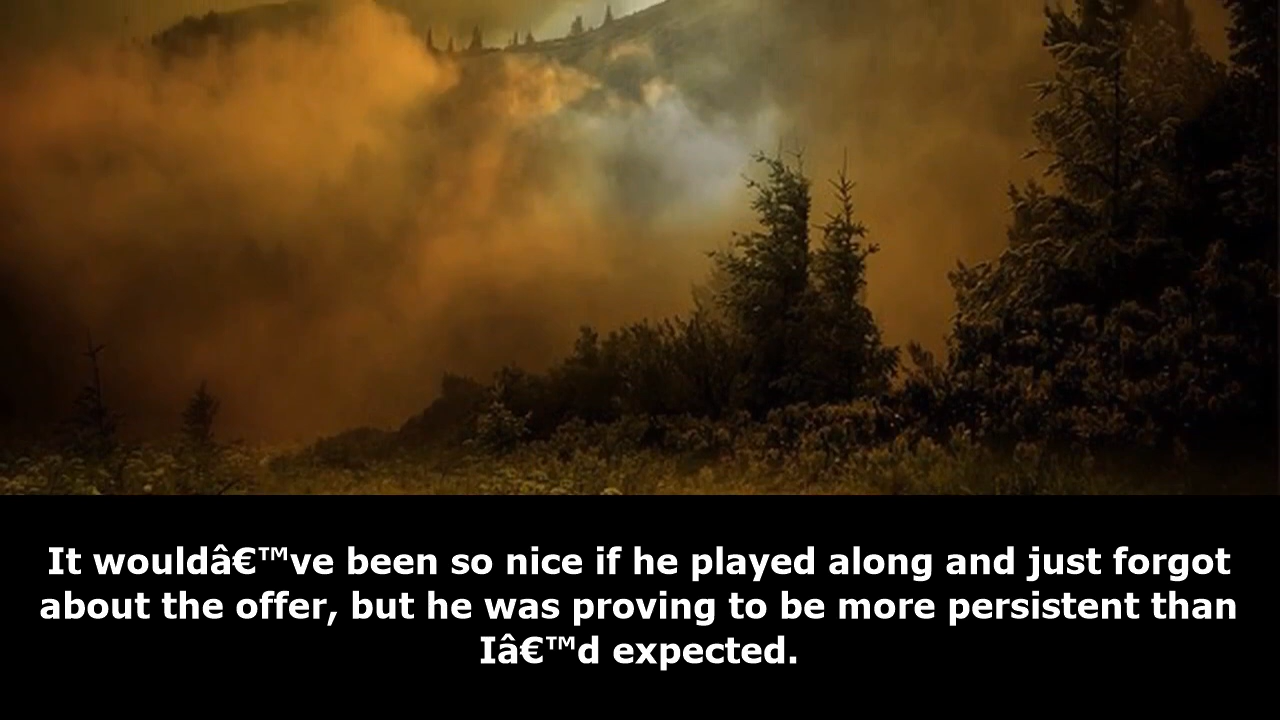 It wouldâ€™ve been so nice if he played along and just forgot
about the offer, but he was proving to be more persistent than
Iâ€™d expected.